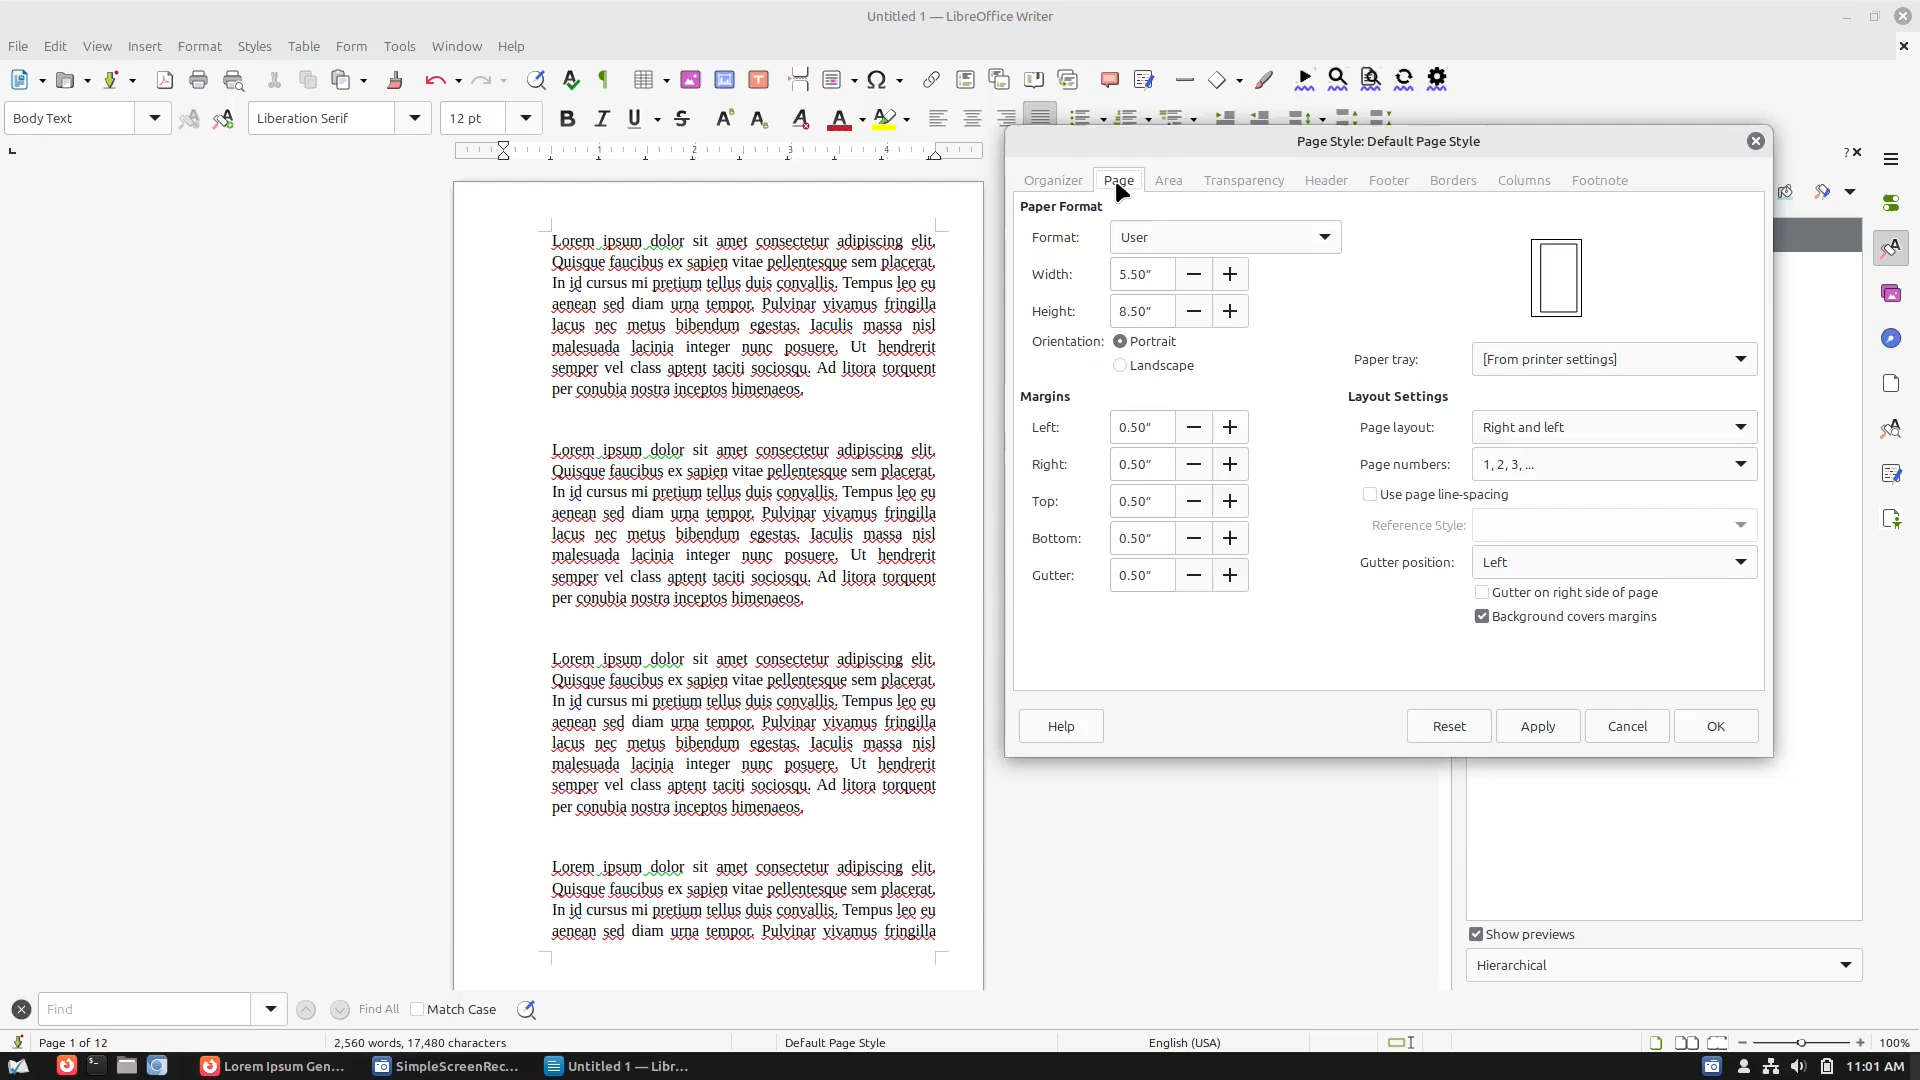 Untitled 1 — LibreOffice Writer
File Edit View Insert Format Styles Table Form Tools Window Help
Body Text Liberation Serif 12 pt
1 2 3 4
Lorem ipsum dolor sit amet consectetur adipiscing elit.
Quisque faucibus ex sapien vitae pellentesque sem placerat.
In id cursus mi pretium tellus duis convallis. Tempus leo eu
aenean sed diam urna tempor. Pulvinar vivamus fringilla
lacus nec metus bibendum egestas. Iaculis massa nisl
malesuada lacinia integer nunc posuere. Ut hendrerit
semper vel class aptent taciti sociosqu. Ad litora torquent
per conubia nostra inceptos himenaeos.
Lorem ipsum dolor sit amet consectetur adipiscing elit.
Quisque faucibus ex sapien vitae pellentesque sem placerat.
In id cursus mi pretium tellus duis convallis. Tempus leo eu
aenean sed diam urna tempor. Pulvinar vivamus fringilla
lacus nec metus bibendum egestas. Iaculis massa nisl
malesuada lacinia integer nunc posuere. Ut hendrerit
semper vel class aptent taciti sociosqu. Ad litora torquent
per conubia nostra inceptos himenaeos.
Lorem ipsum dolor sit amet consectetur adipiscing elit.
Quisque faucibus ex sapien vitae pellentesque sem placerat.
In id cursus mi pretium tellus duis convallis. Tempus leo eu
aenean sed diam urna tempor. Pulvinar vivamus fringilla
lacus nec metus bibendum egestas. Iaculis massa nisl
malesuada lacinia integer nunc posuere. Ut hendrerit
semper vel class aptent taciti sociosqu. Ad litora torquent
per conubia nostra inceptos himenaeos.
Lorem ipsum dolor sit amet consectetur adipiscing elit.
Quisque faucibus ex sapien vitae pellentesque sem placerat.
In id cursus mi pretium tellus duis convallis. Tempus leo eu
aenean sed diam urna tempor. Pulvinar vivamus fringilla
Page Style: Default Page Style
Organizer Page Area Transparency Header Footer Borders Columns Footnote
Paper Format
Format: User
Width: 5.50″
Height: 8.50″
Orientation: Portrait
Landscape
Paper tray: [From printer settings]
Margins
Left: 0.50″
Right: 0.50″
Top: 0.50″
Bottom: 0.50″
Gutter: 0.50″
Layout Settings
Page layout: Right and left
Page numbers: 1, 2, 3, ...
Use page line-spacing
Reference Style:
Gutter position: Left
Gutter on right side of page
Background covers margins
Help Reset Apply Cancel OK
Show previews
Hierarchical
Find Find All Match Case
Page 1 of 12 2,560 words, 17,480 characters Default Page Style English (USA) 100%
Lorem Ipsum Gen... SimpleScreenRec... Untitled 1 — Libr... 11:01 AM